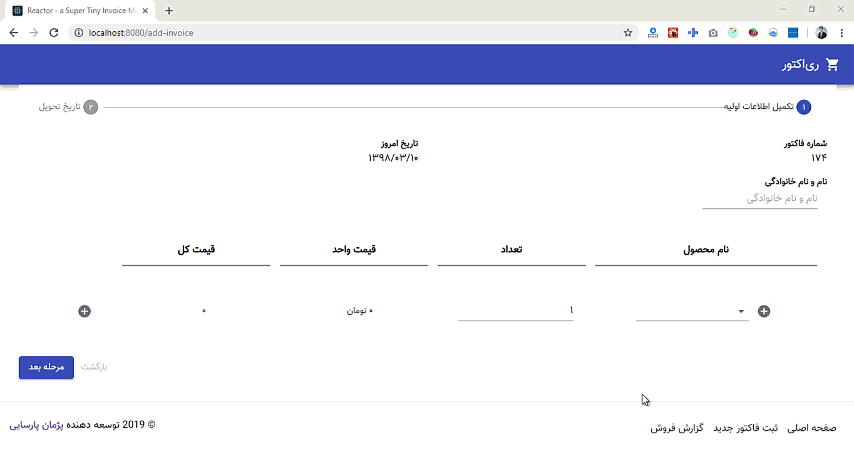 Reactor - a Super Tiny Invoice Ma
localhost:8080/add-invoice
ری‌اکتور
۱ تکمیل اطلاعات اولیه
۲ تاریخ تحویل
شماره فاکتور
۱۷۴
تاریخ امروز
۱۳۹۸/۰۳/۱۰
نام و نام خانوادگی
نام و نام خانوادگی
نام محصول تعداد قیمت واحد قیمت کل
۱ ۰ تومان ۰
بازگشت مرحله بعد
صفحه اصلی ثبت فاکتور جدید گزارش فروش
© 2019 توسعه دهنده پژمان پارسایی